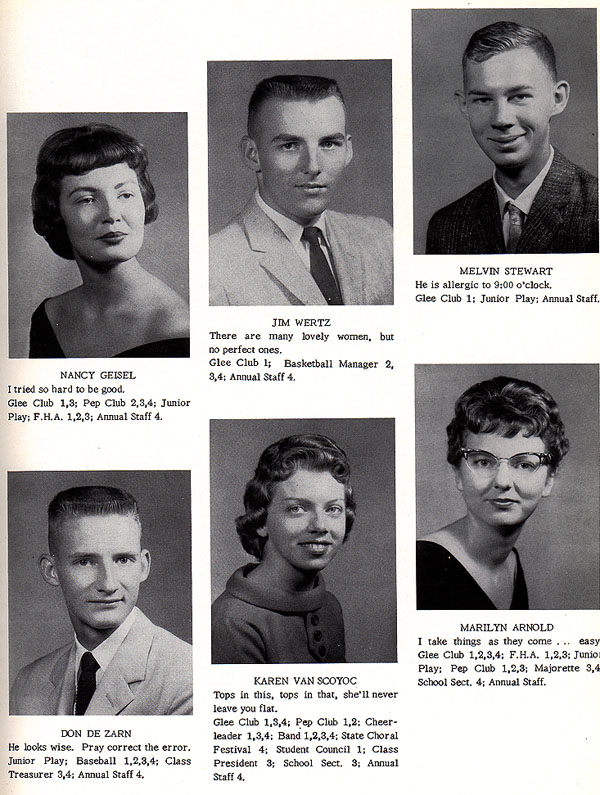 NANCY GEISEL
I tried so hard to be good.
Glee Club 1,3; Pep Club 2,3,4; Junior
Play; F.H.A. 1,2,3; Annual Staff 4.
JIM WERTZ
There are many lovely women, but
no perfect ones.
Glee Club 1; Basketball Manager 2,
3,4; Annual Staff 4.
MELVIN STEWART
He is allergic to 9:00 o'clock.
Glee Club 1; Junior Play; Annual Staff.
DON DE ZARN
He looks wise. Pray correct the error.
Junior Play; Baseball 1,2,3,4; Class
Treasurer 3,4; Annual Staff 4.
KAREN VAN SCOYOC
Tops in this, tops in that, she'll never
leave you flat.
Glee Club 1,3,4; Pep Club 1,2; Cheer-
leader 1,3,4; Band 1,2,3,4; State Choral
Festival 4; Student Council 1; Class
President 3; School Sect. 3; Annual
Staff 4.
MARILYN ARNOLD
I take things as they come ... easy
Glee Club 1,2,3,4; F.H.A. 1,2,3; Junio
Play; Pep Club 1,2,3; Majorette 3,4
School Sect. 4; Annual Staff.